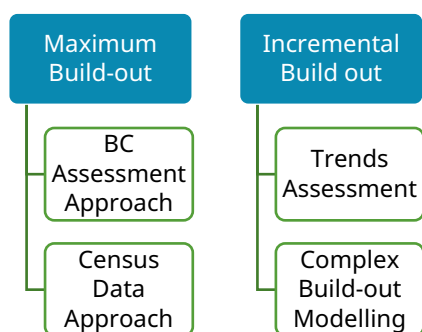 Maximum
Build-out
BC
Assessment
Approach
Census
Data
Approach
Incremental
Build out
Trends
Assessment
Complex
Build-out
Modelling